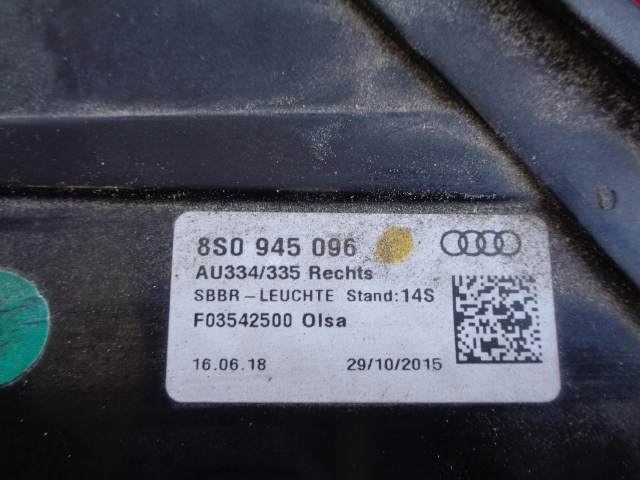 8S0 945 096
AU334/335 Rechts
SBBR-LEUCHTE Stand:14S
F03542500 Olsa
16.06.18 29/10/2015
D